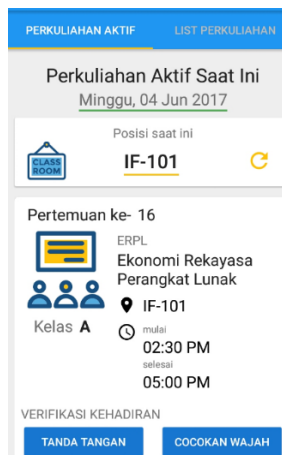 PERKULIAHAN AKTIF
LIST PERKULIAHAN
Perkuliahan Aktif Saat Ini
Minggu, 04 Jun 2017
Posisi saat ini
CLASS
ROOM
IF-101
Pertemuan ke- 16
ERPL
Ekonomi Rekayasa
Perangkat Lunak
IF-101
Kelas A
mulai
02:30 PM
selesai
05:00 PM
VERIFIKASI KEHADIRAN
TANDA TANGAN
COCOKAN WAJAH